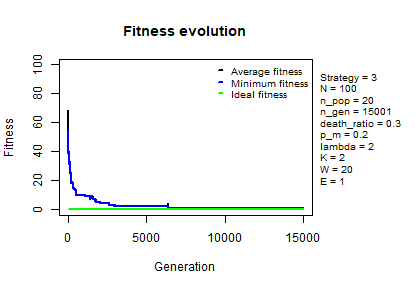 Fitness evolution
Fitness
100
80
60
40
20
0
Average fitness
Minimum fitness
Ideal fitness
Strategy = 3
N = 100
n_pop = 20
n_gen = 15001
death_ratio = 0.3
p_m = 0.2
lambda = 2
K = 2
W = 20
E = 1
0 5000 10000 15000
Generation